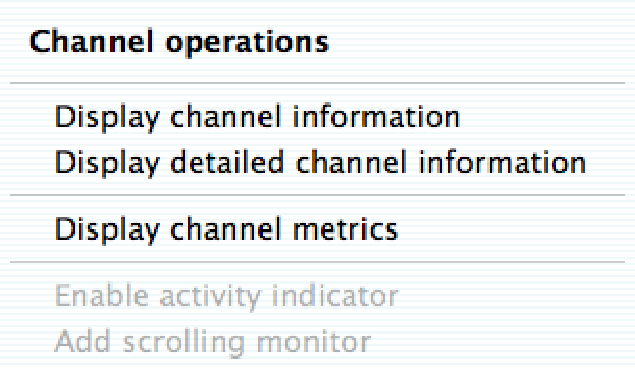 Channel operations
Display channel information
Display detailed channel information
Display channel metrics
Enable activity indicator
Add scrolling monitor